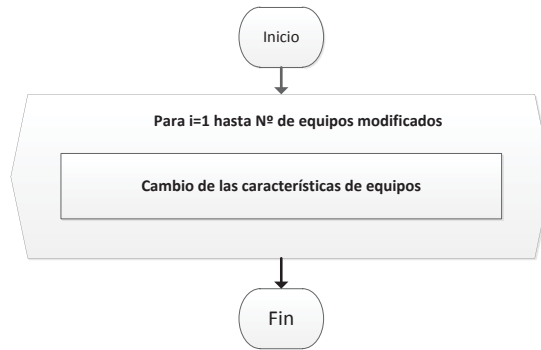 Inicio
Para i=1 hasta Nº de equipos modificados
Cambio de las características de equipos
Fin